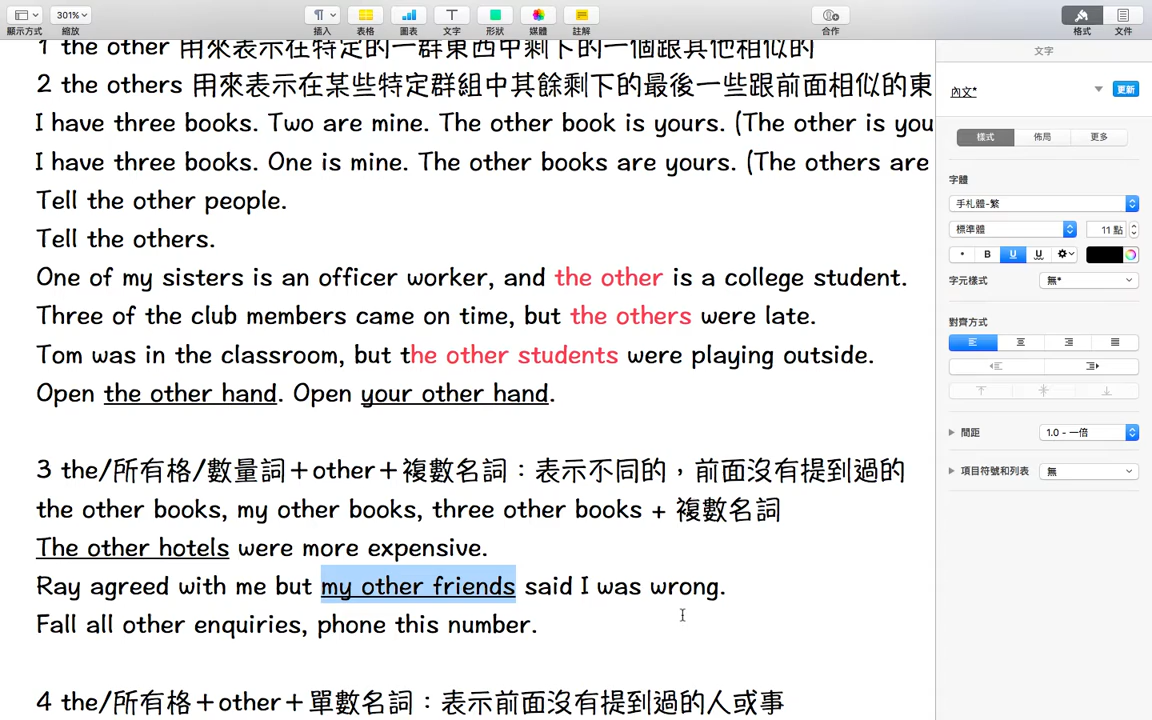 301%
顯示方式
縮放
插入
表格
圖表
文字
形狀
媒體
註解
合作
格式
文件
1 the other 用來表示在特定的一群東西中剩下的一個跟其他相似的
2 the others 用來表示在某些特定群組中其餘剩下的最後一些跟前面相似的東
I have three books. Two are mine. The other book is yours. (The other is you
I have three books. One is mine. The other books are yours. (The others are
Tell the other people.
Tell the others.
One of my sisters is an officer worker, and the other is a college student.
Three of the club members came on time, but the others were late.
Tom was in the classroom, but the other students were playing outside.
Open the other hand. Open your other hand.
3 the/所有格/數量詞＋other＋複數名詞：表示不同的，前面沒有提到過的
the other books, my other books, three other books + 複數名詞
The other hotels were more expensive.
Ray agreed with me but my other friends said I was wrong.
Fall all other enquiries, phone this number.
4 the/所有格＋other＋單數名詞：表示前面沒有提到過的人或事
文字
內文*
更新
樣式
佈局
更多
字體
手札體-繁
標準體
11 點
B
U
U
字元樣式
無*
對齊方式
間距
1.0 - 一倍
項目符號和列表
無